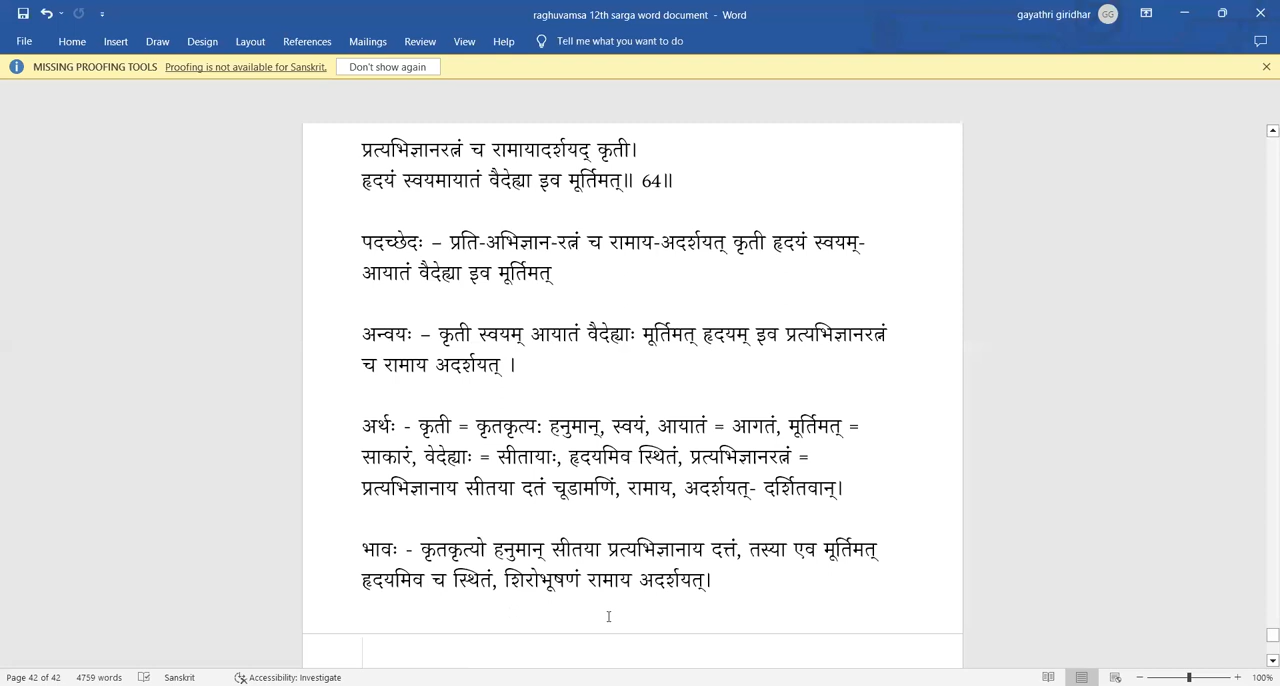 raghuvamsa 12th sarga word document - Word
gayathri giridhar GG
File Home Insert Draw Design Layout References Mailings Review View Help Tell me what you want to do
MISSING PROOFING TOOLS Proofing is not available for Sanskrit. Don't show again
प्रत्यभिज्ञानरत्नं च रामायादर्शयद् कृती।
हृदयं स्वयमायातं वैदेह्या इव मूर्तिमत्॥ 64॥
पदच्छेदः – प्रति-अभिज्ञान-रत्नं च रामाय-अदर्शयत् कृती हृदयं स्वयम्-
आयातं वैदेह्या इव मूर्तिमत्
अन्वयः – कृती स्वयम् आयातं वैदेह्याः मूर्तिमत् हृदयम् इव प्रत्यभिज्ञानरत्नं
च रामाय अदर्शयत् ।
अर्थः - कृती = कृतकृत्य: हनुमान्, स्वयं, आयातं = आगतं, मूर्तिमत् =
साकारं, वेदेह्याः = सीतायाः, हृदयमिव स्थितं, प्रत्यभिज्ञानरत्नं =
प्रत्यभिज्ञानाय सीतया दतं चूडामणिं, रामाय, अदर्शयत्- दर्शितवान्।
भावः - कृतकृत्यो हनुमान् सीतया प्रत्यभिज्ञानाय दत्तं, तस्या एव मूर्तिमत्
हृदयमिव च स्थितं, शिरोभूषणं रामाय अदर्शयत्।
Page 42 of 42 4759 words Sanskrit Accessibility: Investigate 100%